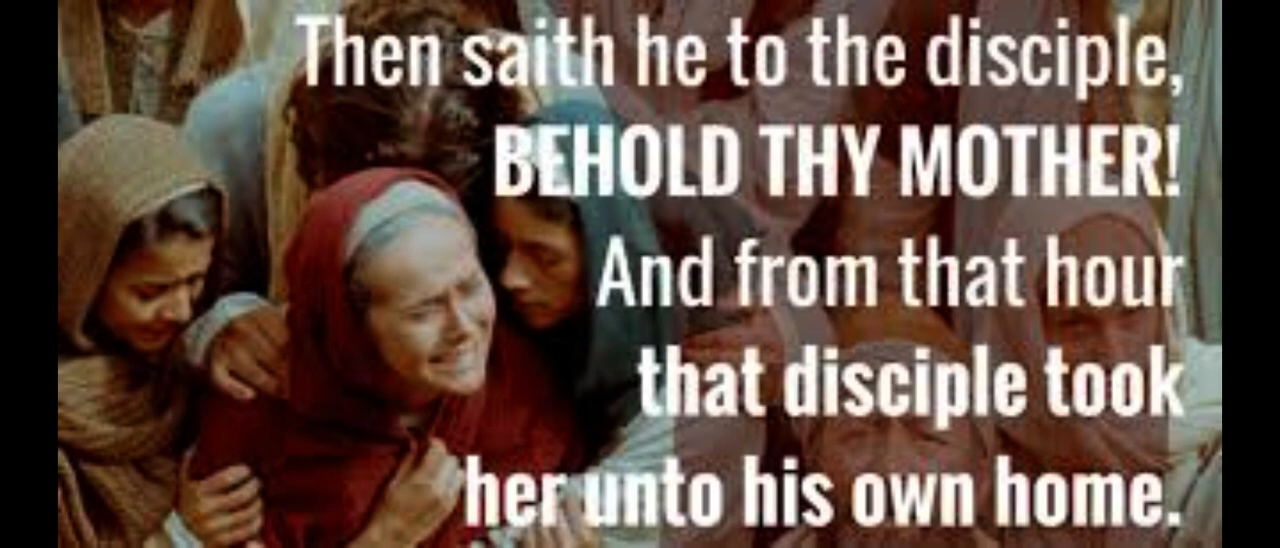 Then saith he to the disciple,
BEHOLD THY MOTHER!
And from that hour
that disciple took
her unto his own home.